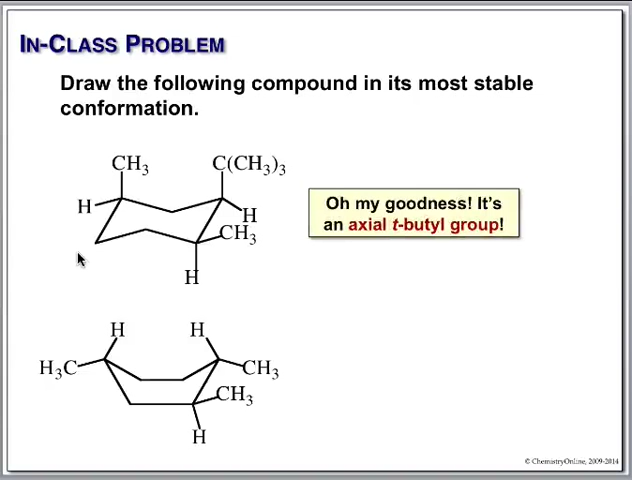 IN-CLASS PROBLEM
Draw the following compound in its most stable
conformation.
CH3 C(CH3)3
H H
CH3
H
Oh my goodness! It's
an axial t-butyl group!
H H
H3C CH3
CH3
H
© ChemistryOnline, 2009-2014